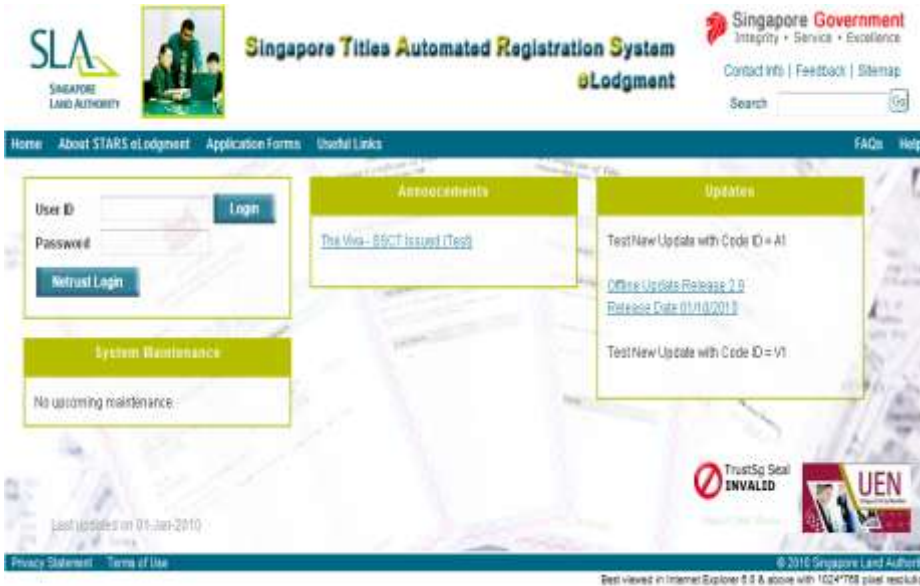 SLA
SINGAPORE
LAND AUTHORITY
Singapore Titles Automated Registration System
eLodgment
Singapore Government
Integrity • Service • Excellence
Contact Info | Feedback | Sitemap
Search
Go
Home About STARS eLodgment Application Forms Useful Links FAQs Help
User ID
Login
Password
Netrust Login
System Maintenance
No upcoming maintenance
Annoucements
The Viva - SSCT Issued (Test)
Updates
Test New Update with Code ID = A1
Offline Update Release 2.9
Release Date 01/10/2010
Test New Update with Code ID = V1
TrustSg Seal
INVALID
UEN
Last updated on 01-Jan-2010
Privacy Statement Terms of Use © 2010 Singapore Land Authori
Best viewed in Internet Explorer 6.0 & above with 1024*768 pixel